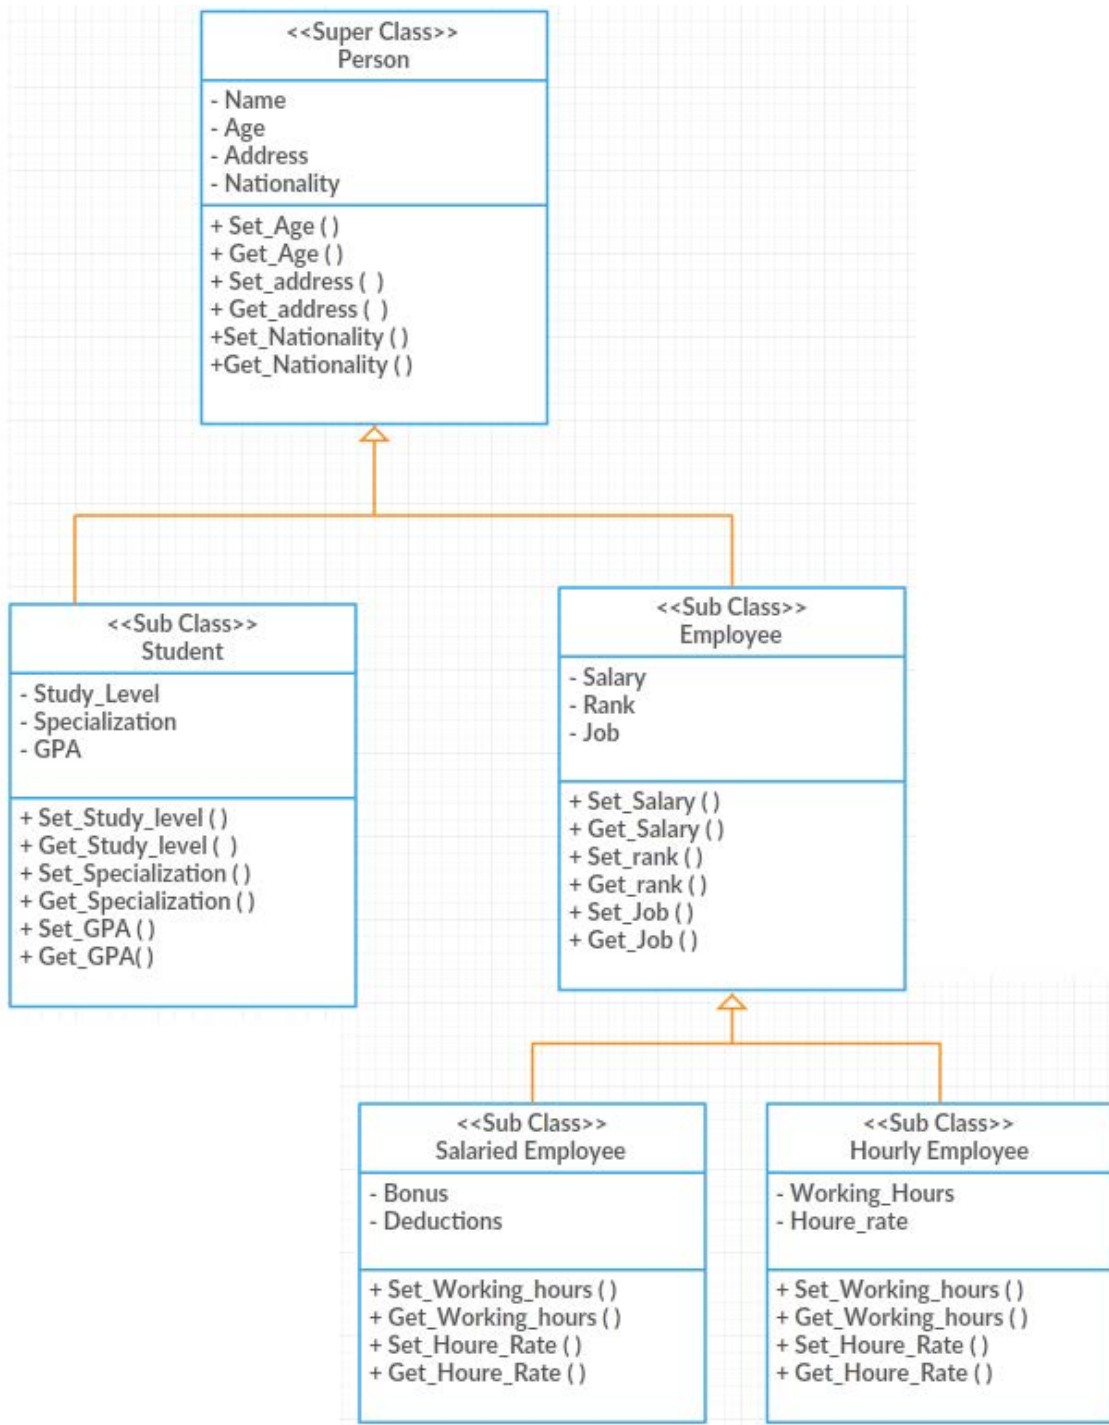 <<Super Class>>
Person
- Name
- Age
- Address
- Nationality
+ Set_Age ( )
+ Get_Age ( )
+ Set_address (  )
+ Get_address (  )
+Set_Nationality ( )
+Get_Nationality ( )
<<Sub Class>>
Student
- Study_Level
- Specialization
- GPA
+ Set_Study_level ( )
+ Get_Study_level (  )
+ Set_Specialization ( )
+ Get_Specialization ( )
+ Set_GPA ( )
+ Get_GPA( )
<<Sub Class>>
Employee
- Salary
- Rank
- Job
+ Set_Salary ( )
+ Get_Salary ( )
+ Set_rank ( )
+ Get_rank ( )
+ Set_Job ( )
+ Get_Job ( )
<<Sub Class>>
Salaried Employee
- Bonus
- Deductions
+ Set_Working_hours ( )
+ Get_Working_hours ( )
+ Set_Houre_Rate ( )
+ Get_Houre_Rate ( )
<<Sub Class>>
Hourly Employee
- Working_Hours
- Houre_rate
+ Set_Working_hours ( )
+ Get_Working_hours ( )
+ Set_Houre_Rate ( )
+ Get_Houre_Rate ( )